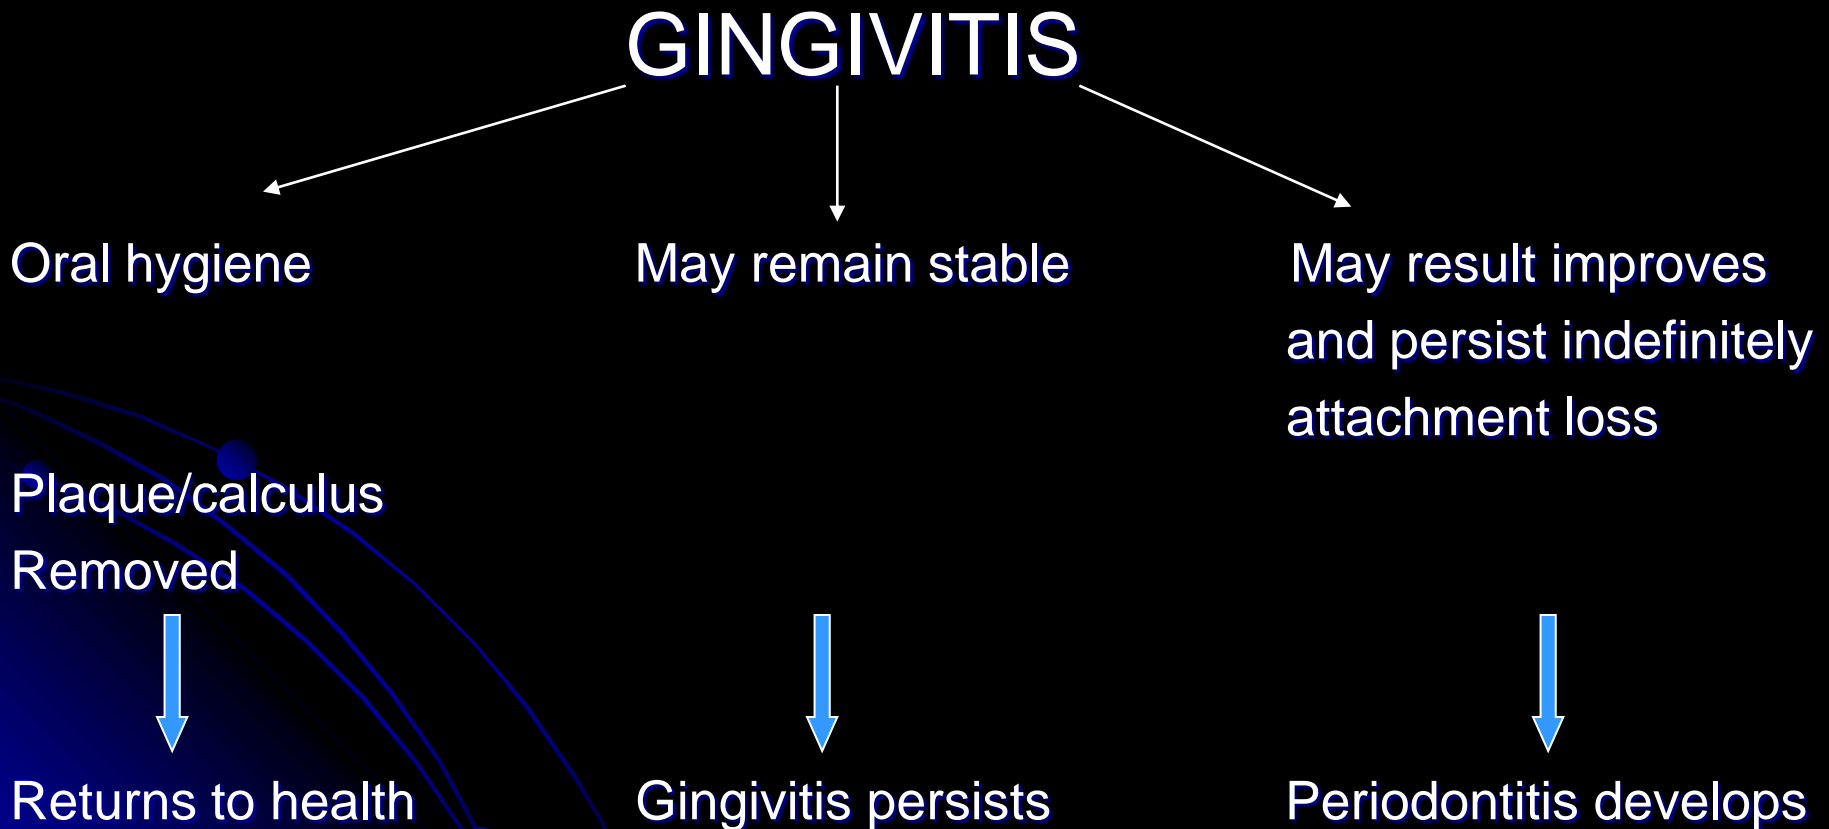 GINGIVITIS
Oral hygiene
May remain stable
May result improves
and persist indefinitely
attachment loss
Plaque/calculus
Removed
Returns to health
Gingivitis persists
Periodontitis develops